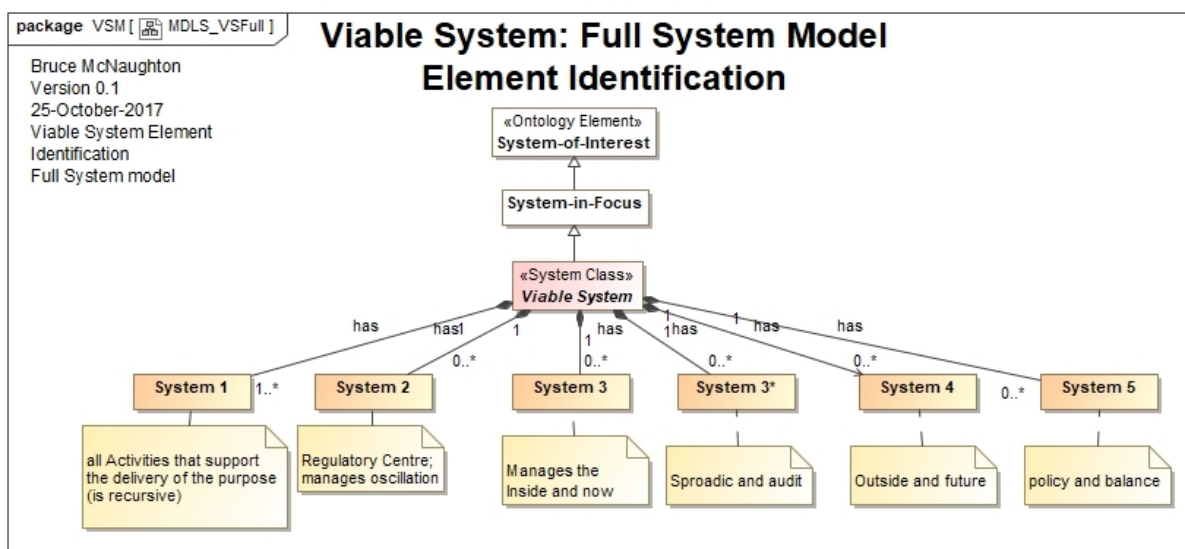 package VSM [ MDLS_VSFull ]
Viable System: Full System Model
Element Identification
Bruce McNaughton
Version 0.1
25-October-2017
Viable System Element
Identification
Full System model
«Ontology Element»
System-of-Interest
System-in-Focus
«System Class»
Viable System
has
has
1
1
1
has
1
has
1
has
1
has
1..*
0..*
0..*
0..*
0..*
0..*
System 1
System 2
System 3
System 3*
System 4
System 5
all Activities that support
the delivery of the purpose
(is recursive)
Regulatory Centre;
manages oscillation
Manages the
Inside and now
Sproadic and audit
Outside and future
policy and balance